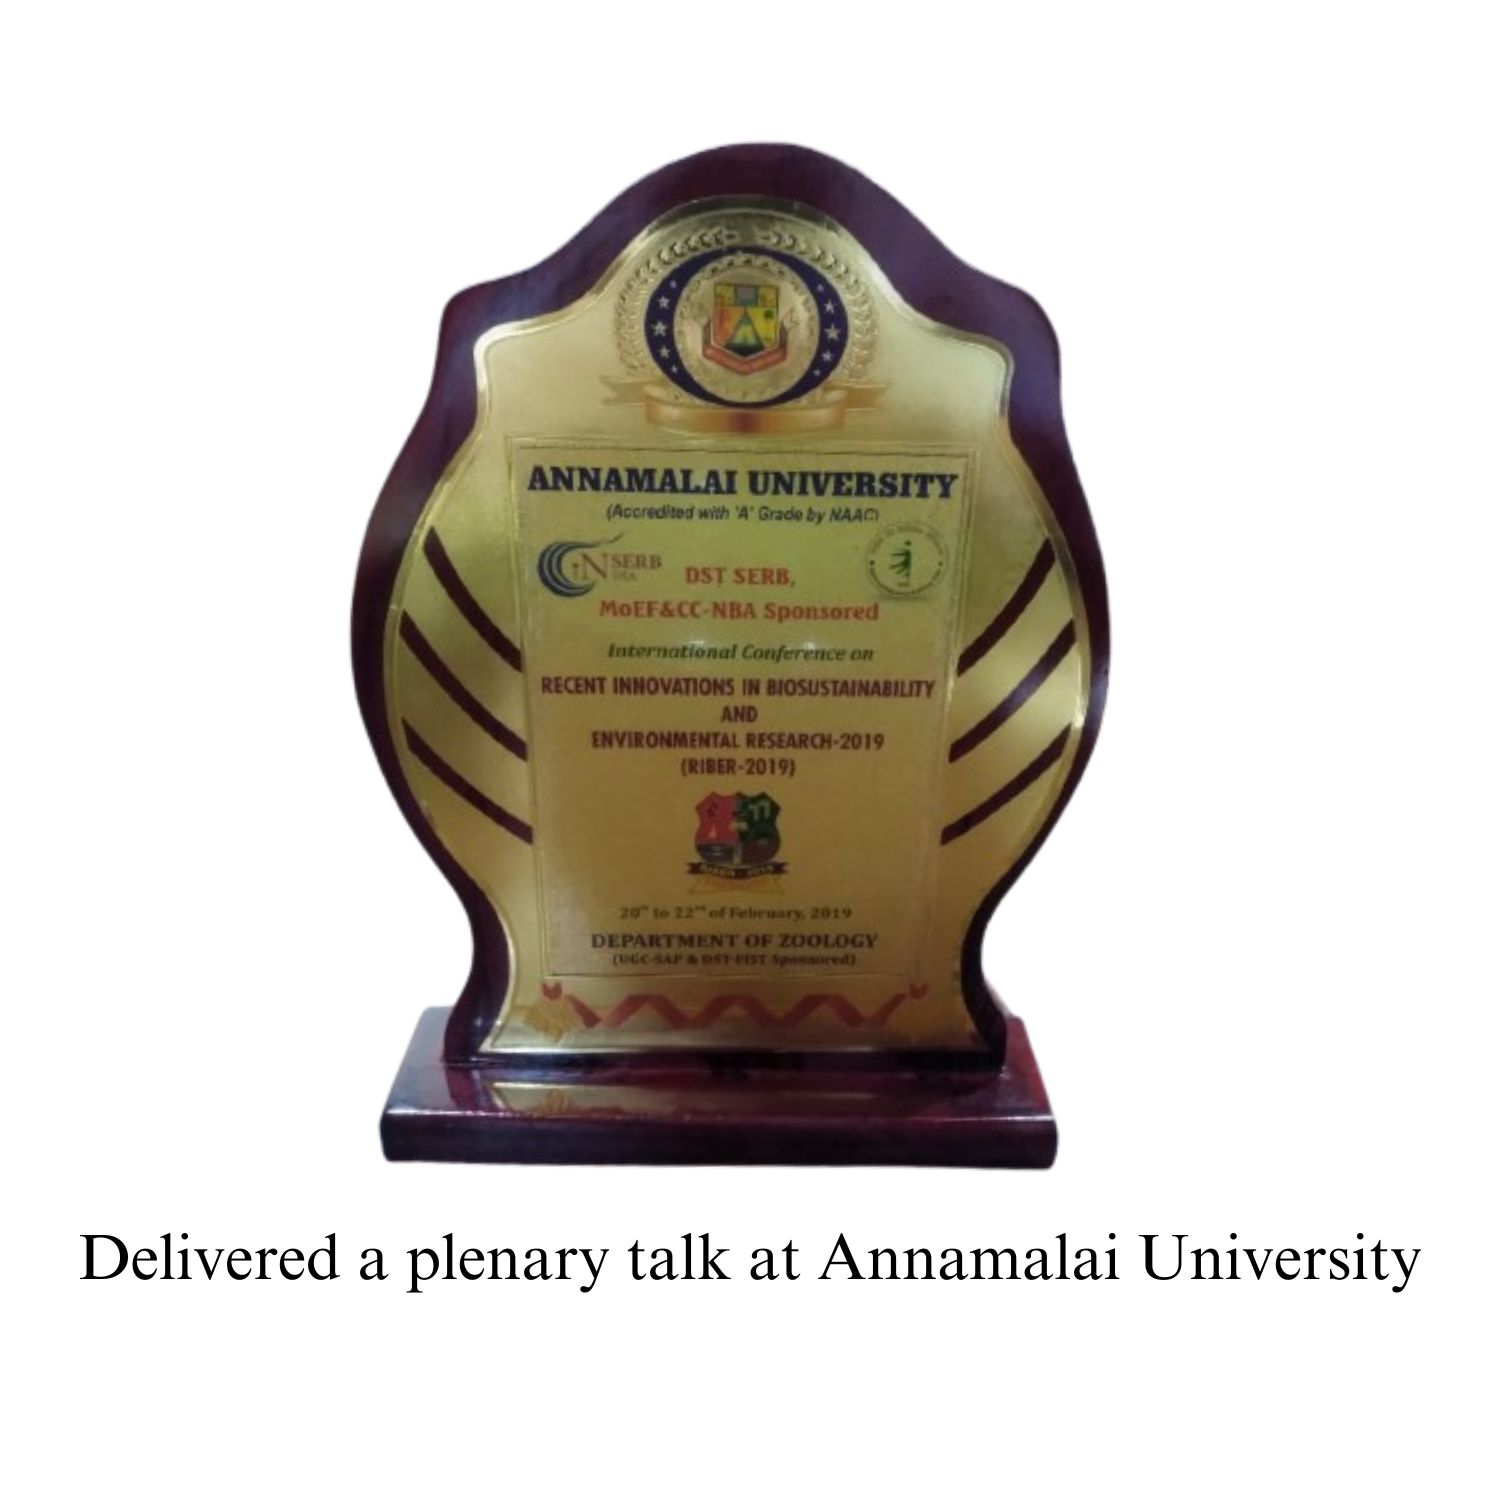 ANNAMALAI UNIVERSITY
(Accredited with 'A' Grade by NAAC)
SERB
DST SERB,
MoEF&CC-NBA Sponsored
International Conference on
RECENT INNOVATIONS IN BIOSUSTAINABILITY
AND
ENVIRONMENTAL RESEARCH-2019
(RIBER-2019)
20th to 22nd of February, 2019
DEPARTMENT OF ZOOLOGY
(UGC-SAP & DST-FIST Sponsored)
Delivered a plenary talk at Annamalai University